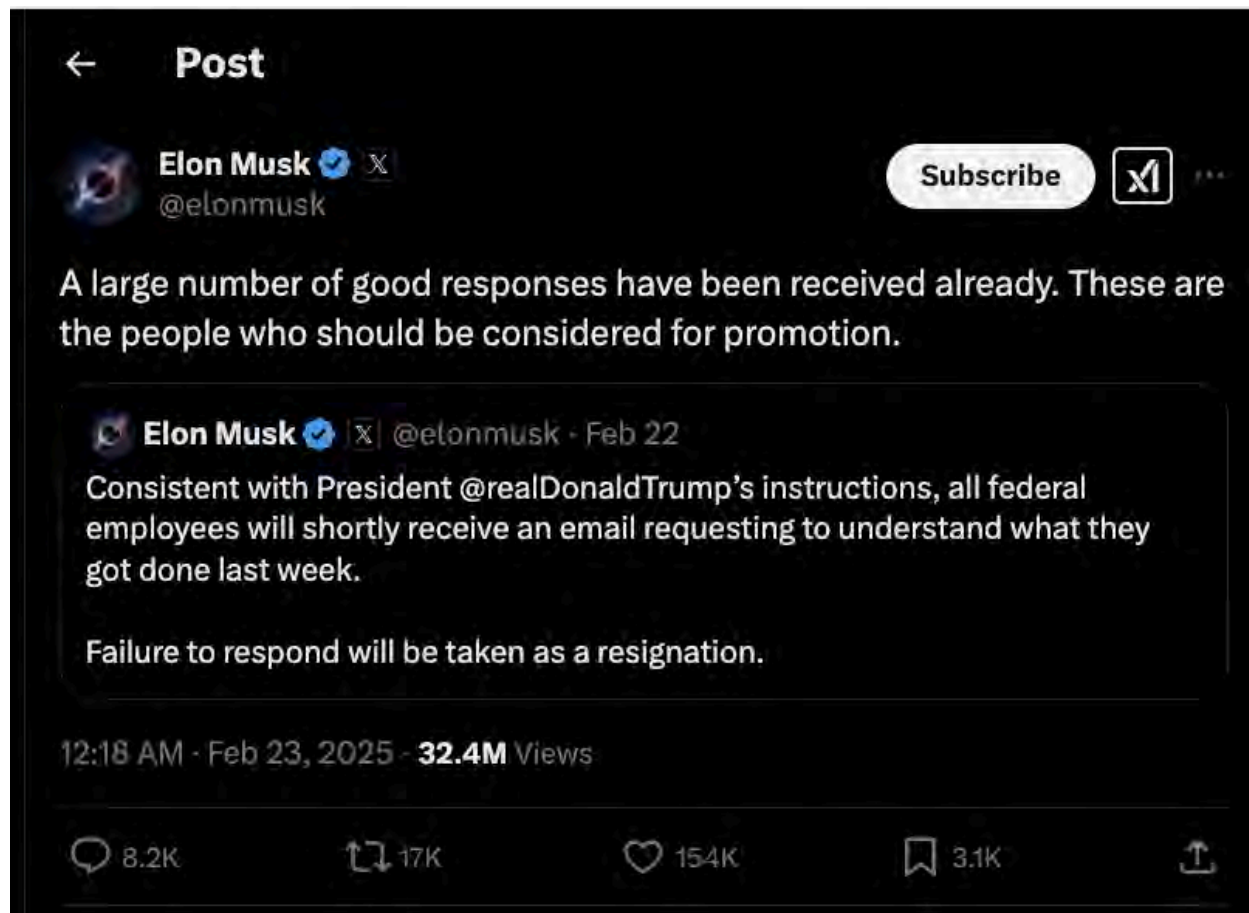 ← Post
Elon Musk 𝕏
@elonmusk
Subscribe
A large number of good responses have been received already. These are
the people who should be considered for promotion.
Elon Musk 𝕏 @elonmusk · Feb 22
Consistent with President @realDonaldTrump’s instructions, all federal
employees will shortly receive an email requesting to understand what they
got done last week.
Failure to respond will be taken as a resignation.
12:18 AM · Feb 23, 2025 · 32.4M Views
8.2K 17K 154K 3.1K